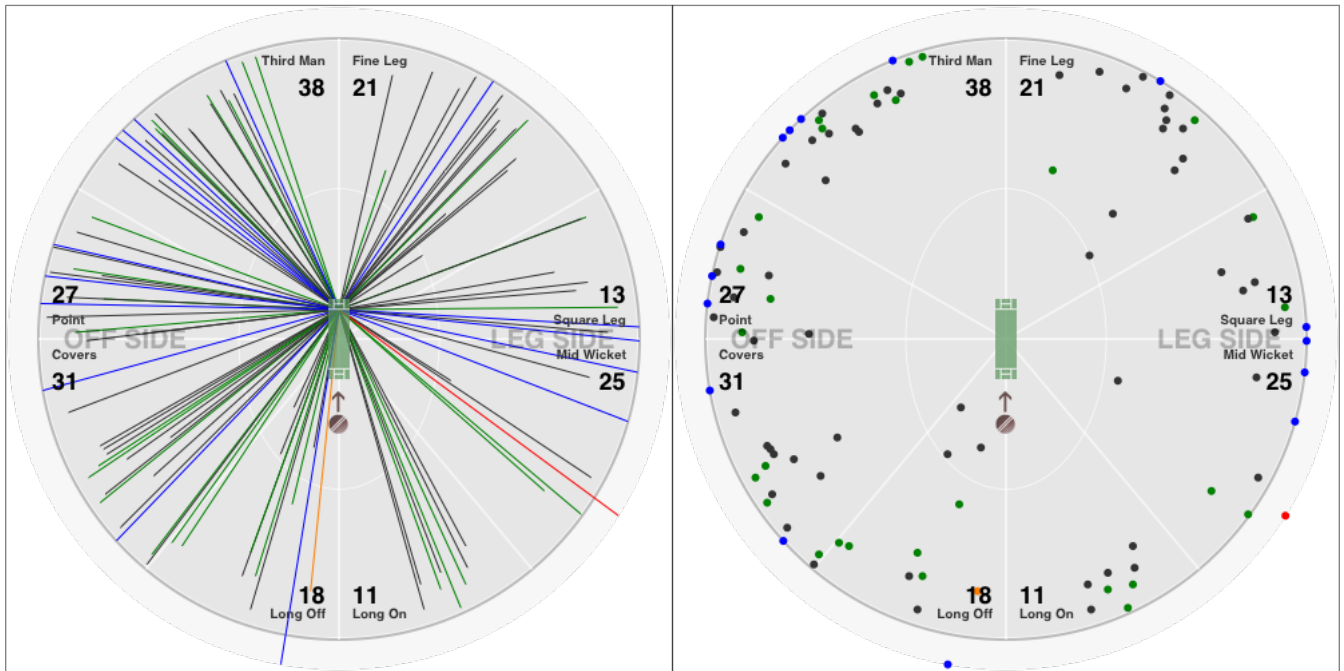 Third Man
Fine Leg
38
21
27
13
Point
Square Leg
OFF SIDE
LEG SIDE
Covers
Mid Wicket
31
25
18
11
Long Off
Long On
Third Man
Fine Leg
38
21
27
13
Point
Square Leg
OFF SIDE
LEG SIDE
Covers
Mid Wicket
31
25
18
11
Long Off
Long On